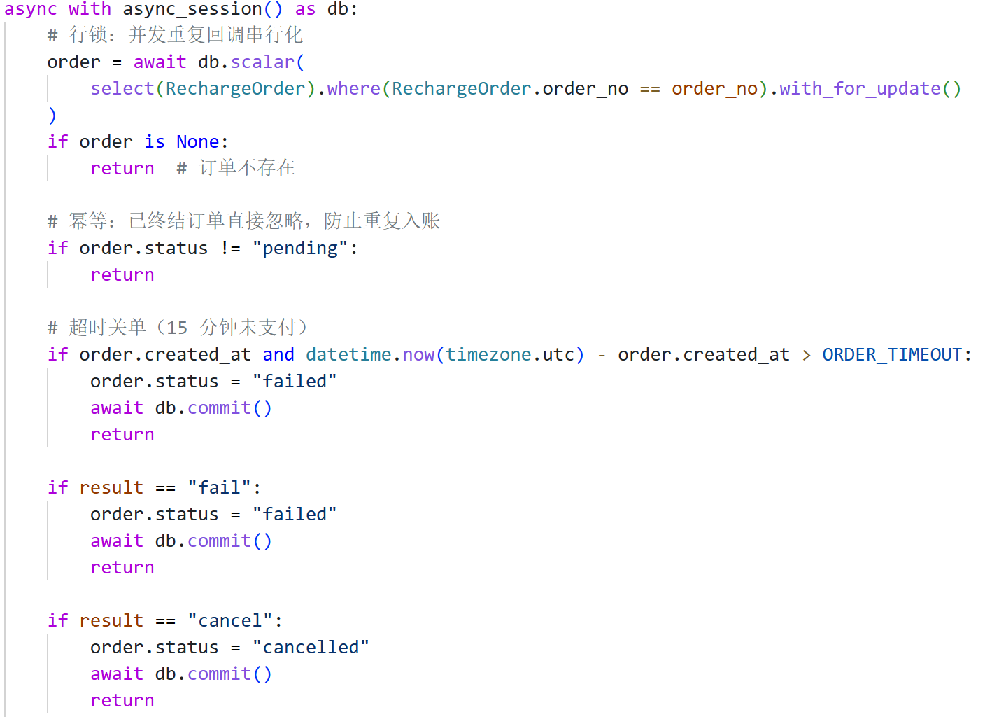 async with async_session() as db:
    # 行锁：并发重复回调串行化
    order = await db.scalar(
        select(RechargeOrder).where(RechargeOrder.order_no == order_no).with_for_update()
    )
    if order is None:
        return  # 订单不存在

    # 幂等：已终结订单直接忽略，防止重复入账
    if order.status != "pending":
        return

    # 超时关单（15 分钟未支付）
    if order.created_at and datetime.now(timezone.utc) - order.created_at > ORDER_TIMEOUT:
        order.status = "failed"
        await db.commit()
        return

    if result == "fail":
        order.status = "failed"
        await db.commit()
        return

    if result == "cancel":
        order.status = "cancelled"
        await db.commit()
        return